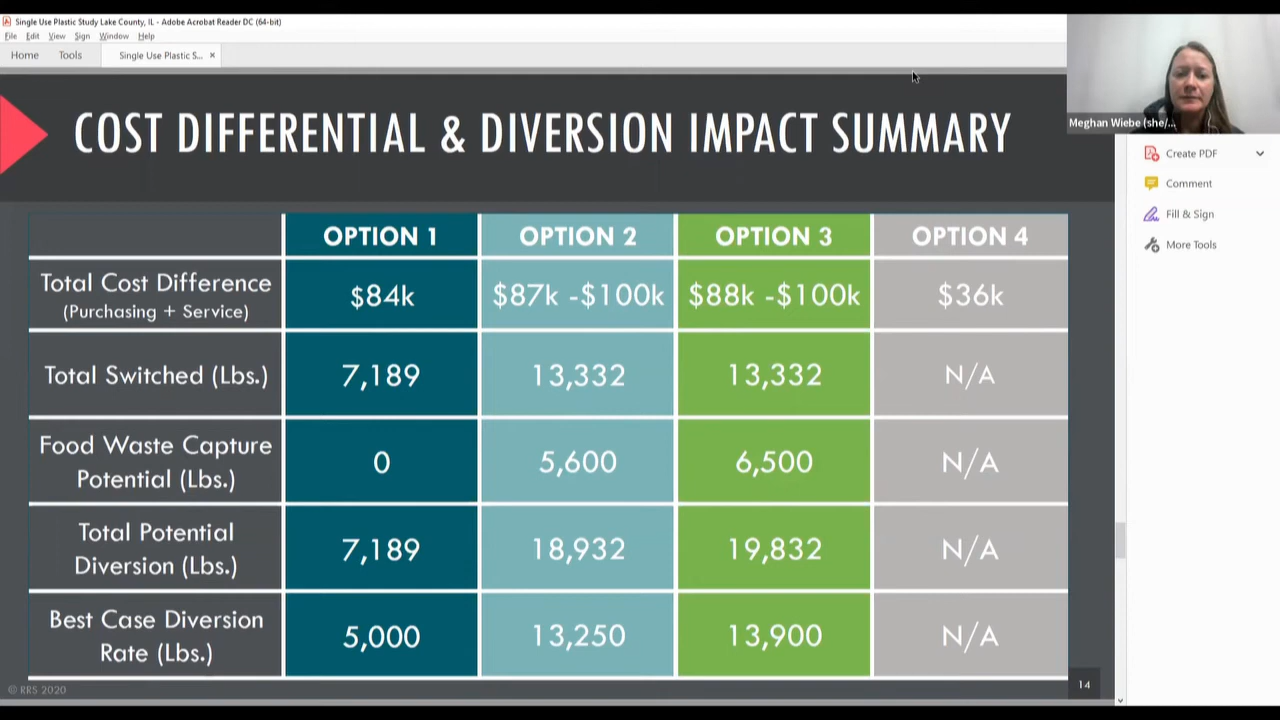 Single Use Plastic Study Lake County, IL - Adobe Acrobat Reader DC (64-bit)
File Edit View Sign Window Help
Home Tools Single Use Plastic S... ×
COST DIFFERENTIAL & DIVERSION IMPACT SUMMARY
Meghan Wiebe (she/...
Create PDF
Comment
Fill & Sign
More Tools
OPTION 1 OPTION 2 OPTION 3 OPTION 4
Total Cost Difference
(Purchasing + Service)
$84k $87k -$100k $88k -$100k $36k
Total Switched (Lbs.) 7,189 13,332 13,332 N/A
Food Waste Capture
Potential (Lbs.)
0 5,600 6,500 N/A
Total Potential
Diversion (Lbs.)
7,189 18,932 19,832 N/A
Best Case Diversion
Rate (Lbs.)
5,000 13,250 13,900 N/A
© RRS 2020
14